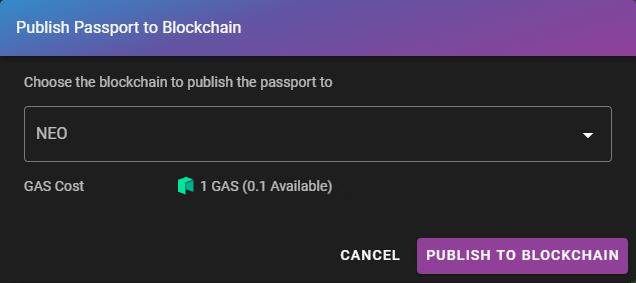 Publish Passport to Blockchain
Choose the blockchain to publish the passport to
NEO
GAS Cost 1 GAS (0.1 Available)
CANCEL PUBLISH TO BLOCKCHAIN